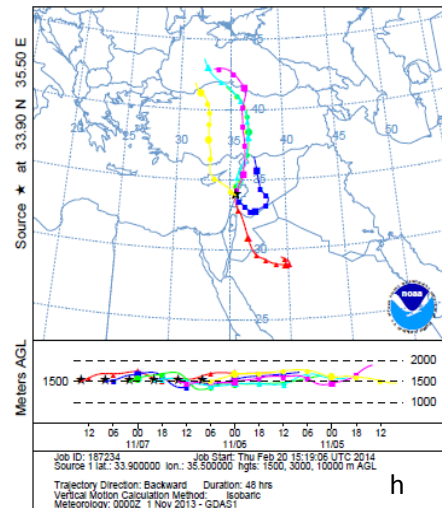 Source ★ at 33.90 N 35.50 E
30
35
40
40
35
35
30
25
noaa
Meters AGL
1500
2000
1500
1000
12 06 00 18 12 06 00 18 12 06 00 18 12
11/07 11/06 11/05
Job ID: 187234 Job Start: Thu Feb 20 15:19:06 UTC 2014
Source 1 lat.: 33.900000 lon.: 35.500000 hgts: 1500, 3000, 10000 m AGL
Trajectory Direction: Backward Duration: 48 hrs
Vertical Motion Calculation Method: Isobaric
Meteorology: 0000Z 1 Nov 2013 - GDAS1
h